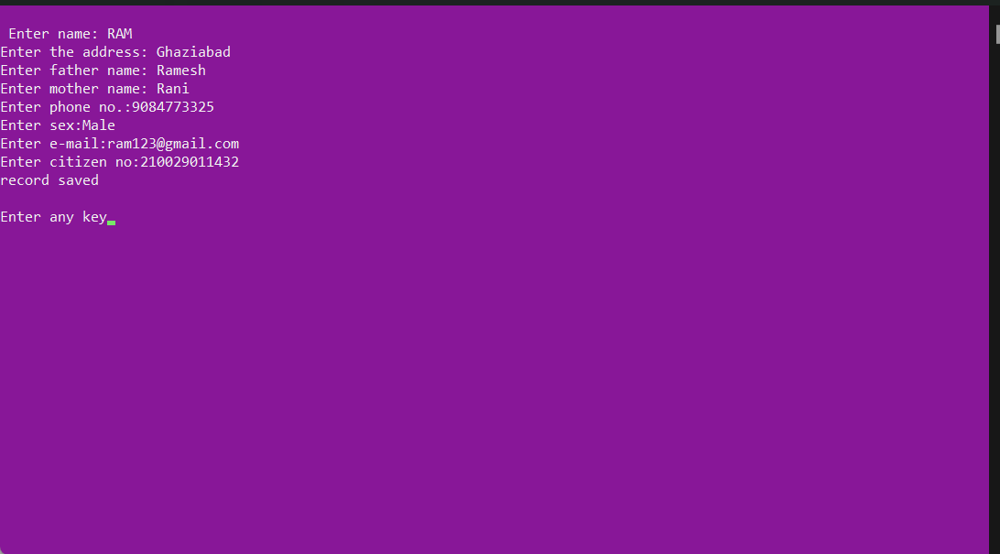 Enter name: RAM
Enter the address: Ghaziabad
Enter father name: Ramesh
Enter mother name: Rani
Enter phone no.:9084773325
Enter sex:Male
Enter e-mail:ram123@gmail.com
Enter citizen no:210029011432
record saved
Enter any key